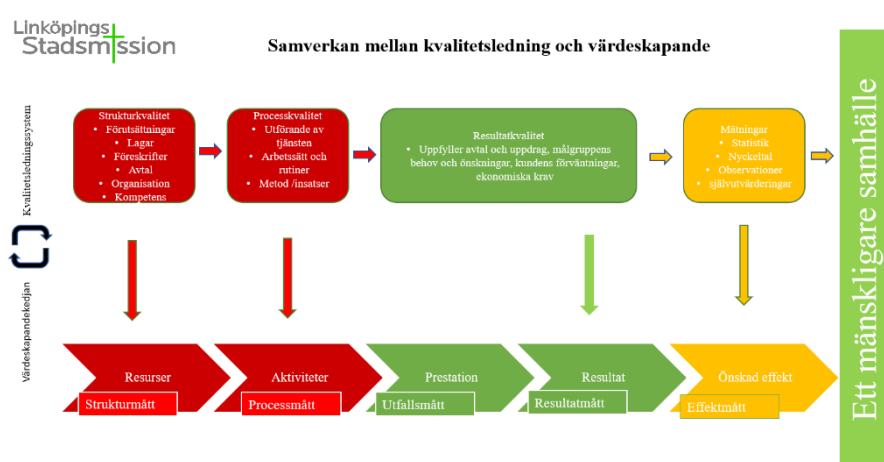 Linköpings
Stadsmission
Samverkan mellan kvalitetsledning och värdeskapande
Kvalitetsledningssystem
Strukturkvalitet
• Förutsättningar
• Lagar
• Föreskrifter
• Avtal
• Organisation
• Kompetens
Processkvalitet
• Utförande av
tjänsten
• Arbetssätt och
rutiner
• Metod /insatser
Resultatkvalitet
• Uppfyller avtal och uppdrag, målgruppens
behov och önskningar, kundens förväntningar,
ekonomiska krav
Mätningar
• Statistik
• Nyckeltal
• Observationer
• självutvärderingar
Värdeskapandekedjan
Resurser
Strukturmått
Aktiviteter
Processmått
Prestation
Utfallsmått
Resultat
Resultatmått
Önskad effekt
Effektmått
Ett mänskligare samhälle